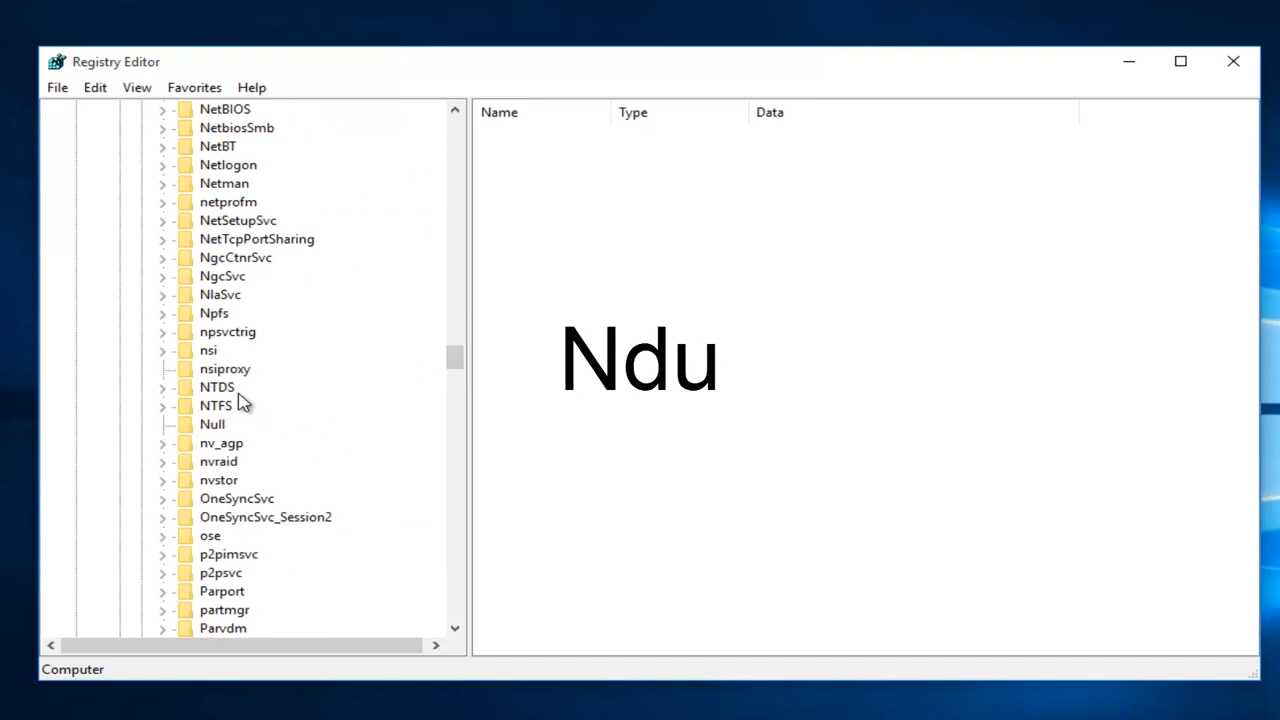 Registry Editor
File Edit View Favorites Help
NetBIOS
NetbiosSmb
NetBT
Netlogon
Netman
netprofm
NetSetupSvc
NetTcpPortSharing
NgcCtnrSvc
NgcSvc
NlaSvc
Npfs
npsvctrig
nsi
nsiproxy
NTDS
NTFS
Null
nv_agp
nvraid
nvstor
OneSyncSvc
OneSyncSvc_Session2
ose
p2pimsvc
p2psvc
Parport
partmgr
Parvdm
Name Type Data
Ndu
Computer